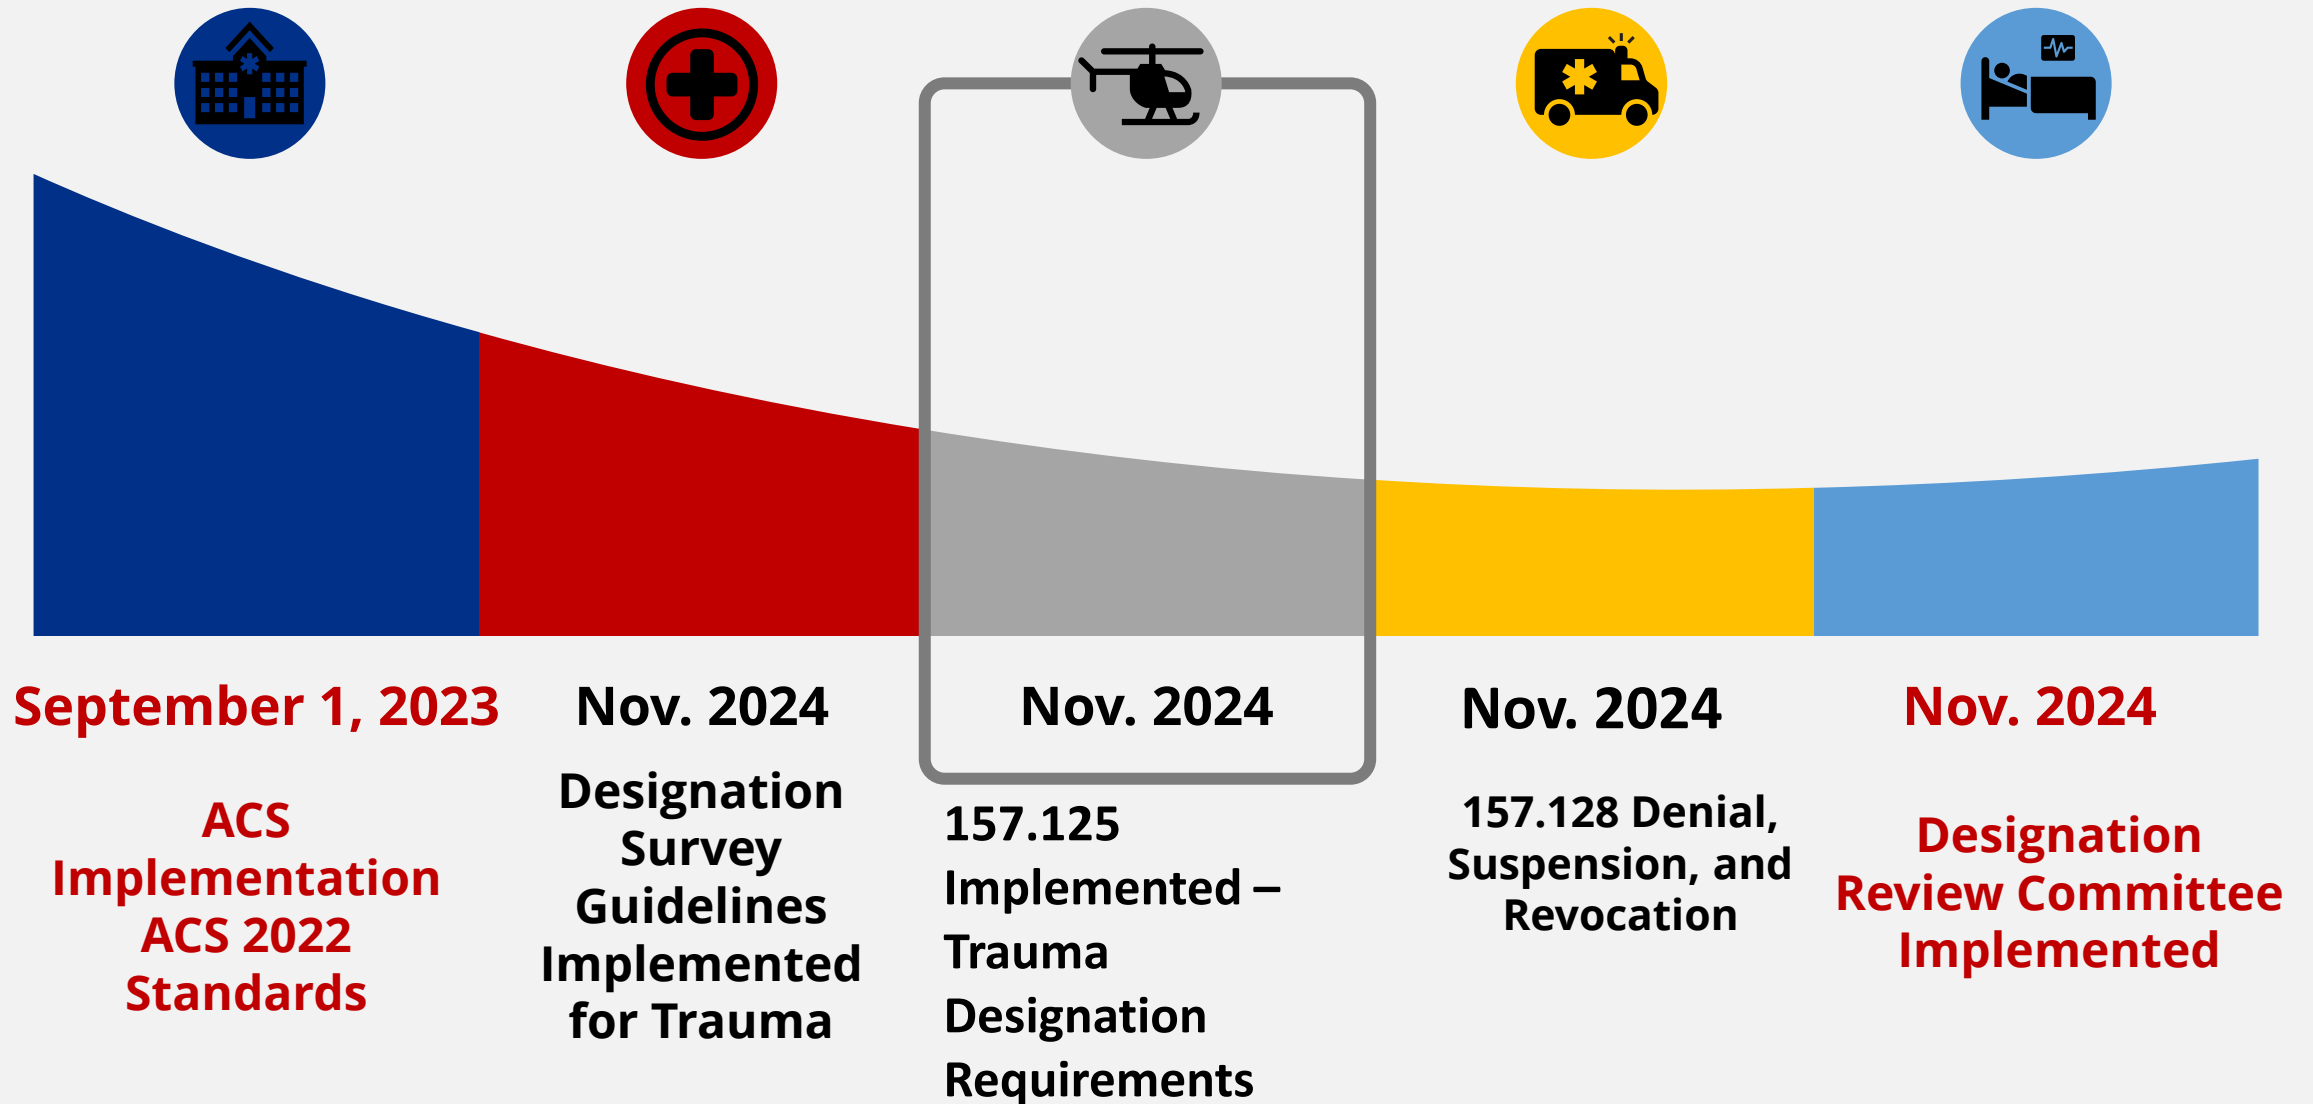 September 1, 2023
ACS
Implementation
ACS 2022
Standards
Nov. 2024
Designation
Survey
Guidelines
Implemented
for Trauma
Nov. 2024
157.125
Implemented –
Trauma
Designation
Requirements
Nov. 2024
157.128 Denial,
Suspension, and
Revocation
Nov. 2024
Designation
Review Committee
Implemented